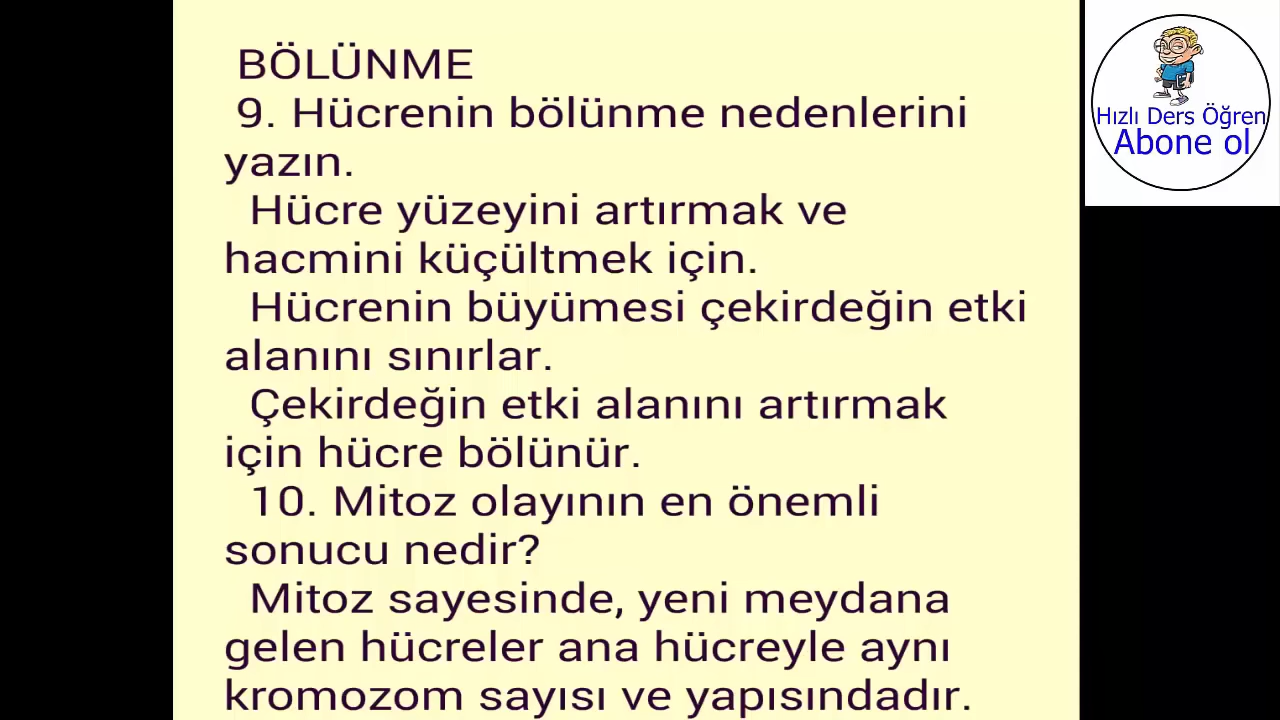 BÖLÜNME
9. Hücrenin bölünme nedenlerini
yazın.
Hücre yüzeyini artırmak ve
hacmini küçültmek için.
Hücrenin büyümesi çekirdeğin etki
alanını sınırlar.
Çekirdeğin etki alanını artırmak
için hücre bölünür.
10. Mitoz olayının en önemli
sonucu nedir?
Mitoz sayesinde, yeni meydana
gelen hücreler ana hücreyle aynı
kromozom sayısı ve yapısındadır.
Hızlı Ders Öğren
Abone ol